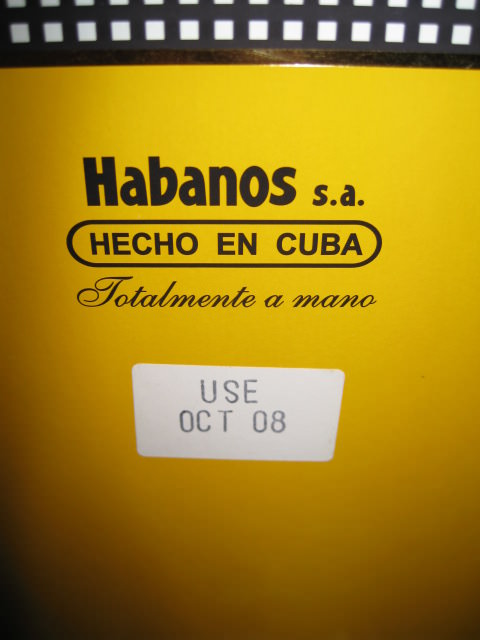 Habanos s.a.
HECHO EN CUBA
Totalmente a mano
USE
OCT 08